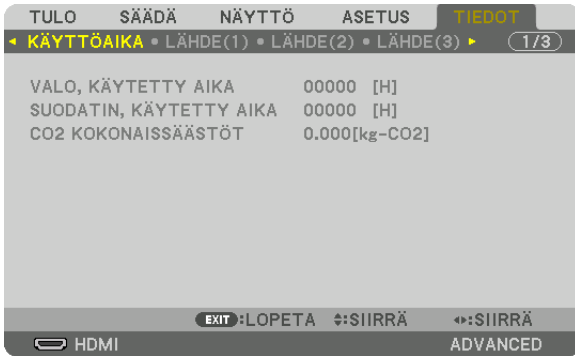 TULO SÄÄDÄ NÄYTTÖ ASETUS TIEDOT
KÄYTTÖAIKA • LÄHDE(1) • LÄHDE(2) • LÄHDE(3) 1/3
VALO, KÄYTETTY AIKA 00000 [H]
SUODATIN, KÄYTETTY AIKA 00000 [H]
CO2 KOKONAISSÄÄSTÖT 0.000[kg-CO2]
EXIT :LOPETA :SIIRRÄ :SIIRRÄ
HDMI ADVANCED